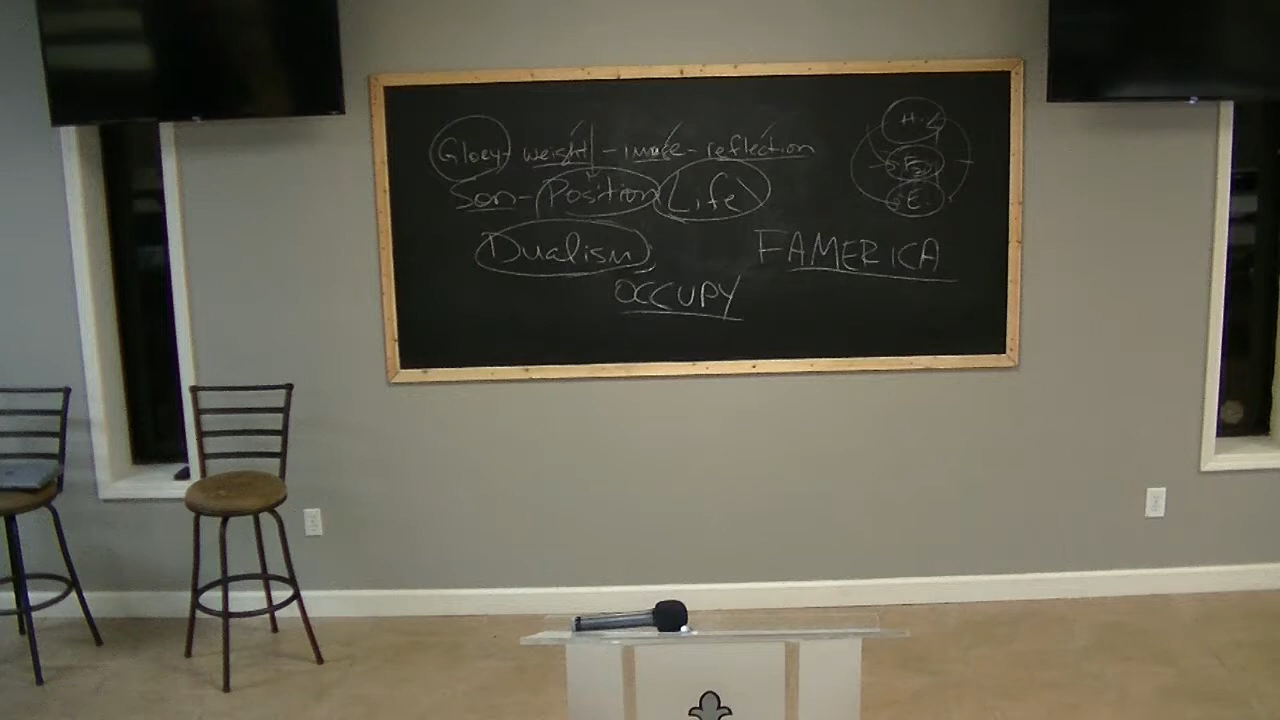 Glory weight - image - reflection
Son - Position Life
Dualism
FAMERICA
OCCUPY
H.
E.